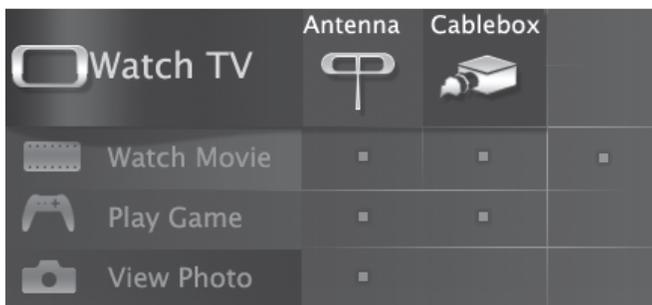 Antenna Cablebox
Watch TV
Watch Movie
Play Game
View Photo